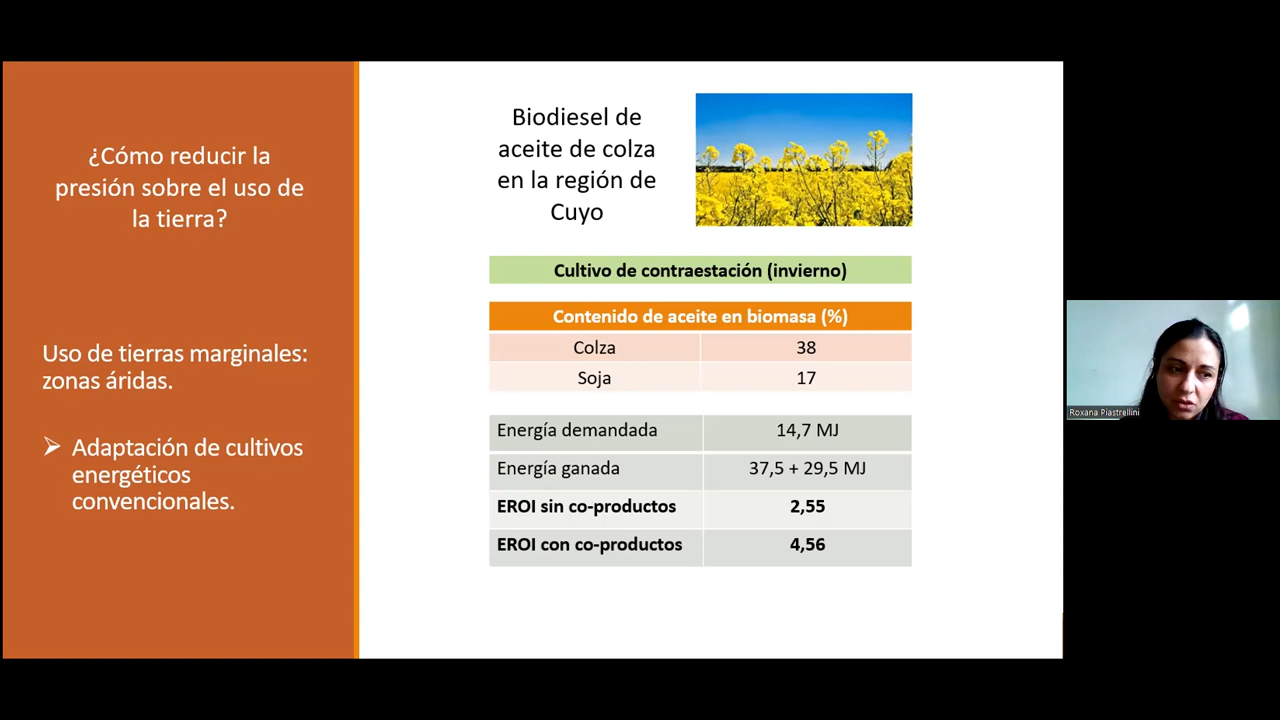 ¿Cómo reducir la
presión sobre el uso de
la tierra?
Uso de tierras marginales:
zonas áridas.
Adaptación de cultivos
energéticos
convencionales.
Biodiesel de
aceite de colza
en la región de
Cuyo
Cultivo de contraestación (invierno)
Contenido de aceite en biomasa (%)
Colza 38
Soja 17
Energía demandada 14,7 MJ
Energía ganada 37,5 + 29,5 MJ
EROI sin co-productos 2,55
EROI con co-productos 4,56
Roxana Piastrellini